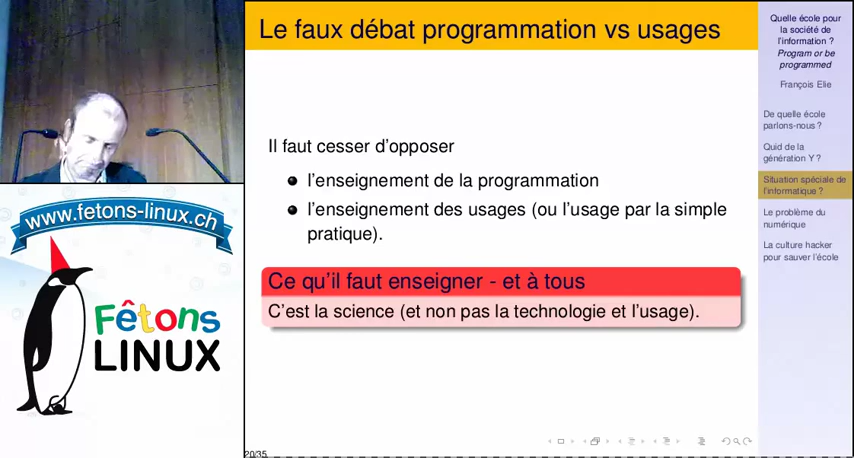 Le faux débat programmation vs usages
Il faut cesser d'opposer
l'enseignement de la programmation
l'enseignement des usages (ou l'usage par la simple
pratique).
Ce qu'il faut enseigner - et à tous
C'est la science (et non pas la technologie et l'usage).
20/35
Quelle école pour
la société de
l'information ?
Program or be
programmed
François Elie
De quelle école
parlons-nous ?
Quid de la
génération Y ?
Situation spéciale de
l'informatique ?
Le problème du
numérique
La culture hacker
pour sauver l'école
www.fetons-linux.ch
Fêtons
LINUX